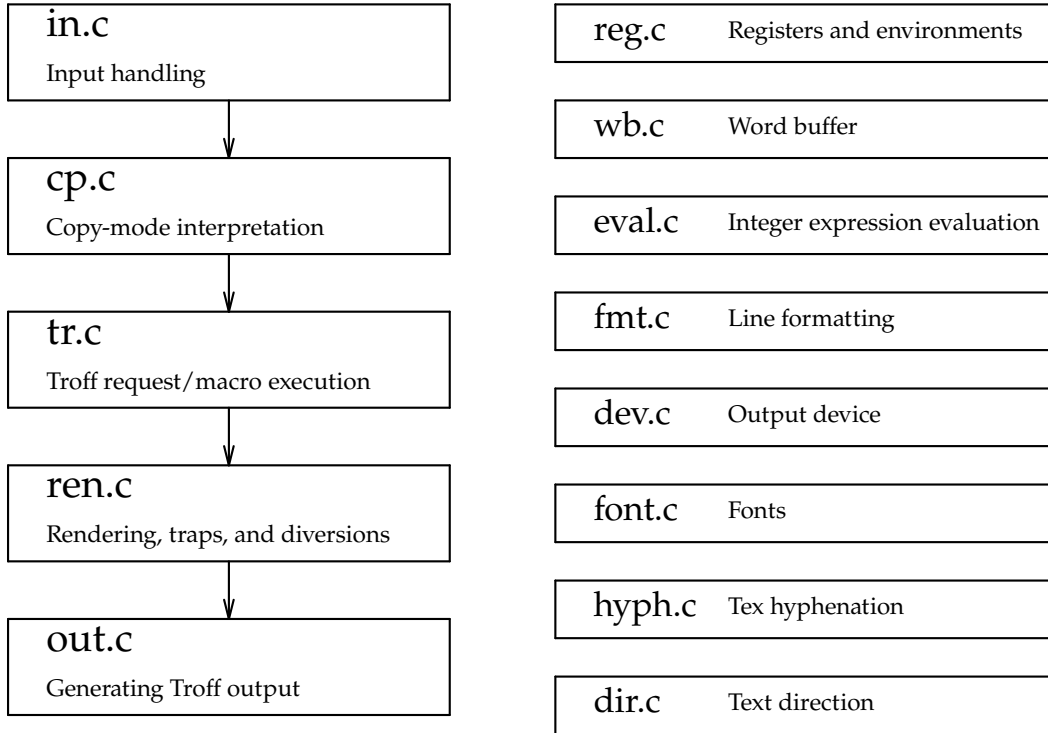 in.c
Input handling
cp.c
Copy-mode interpretation
tr.c
Troff request/macro execution
ren.c
Rendering, traps, and diversions
out.c
Generating Troff output
reg.c Registers and environments
wb.c Word buffer
eval.c Integer expression evaluation
fmt.c Line formatting
dev.c Output device
font.c Fonts
hyph.c Tex hyphenation
dir.c Text direction